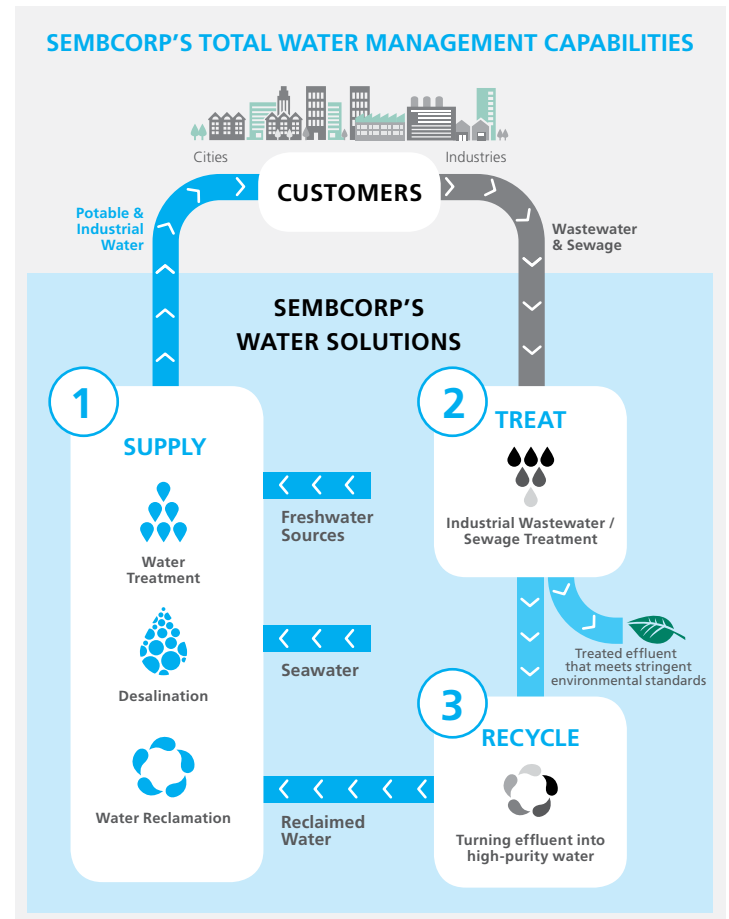 SEMBCORP'S TOTAL WATER MANAGEMENT CAPABILITIES
Cities
Industries
CUSTOMERS
Potable &
Industrial
Water
Wastewater
& Sewage
SEMBCORP'S
WATER SOLUTIONS
1
SUPPLY
Water
Treatment
Desalination
Water Reclamation
Freshwater
Sources
Seawater
Reclaimed
Water
2
TREAT
Industrial Wastewater /
Sewage Treatment
Treated effluent
that meets stringent
environmental standards
3
RECYCLE
Turning effluent into
high-purity water